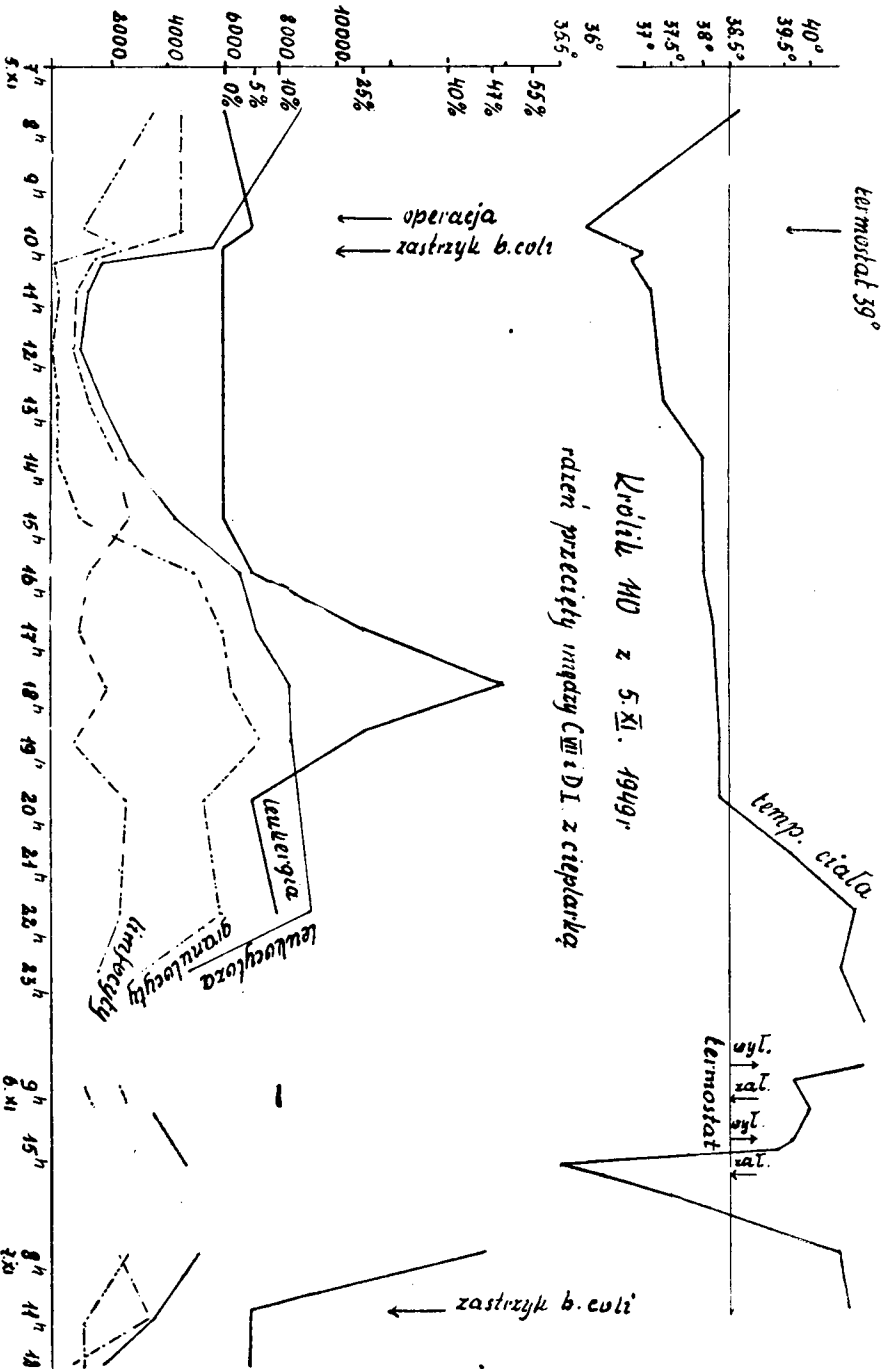 termostat 39°
40°
39.5°
38.5°
38°
37.5°
37°
36°
35.5
55%
47%
40%
25%
10000
8000 10%
5%
6000 0%
4000
2000
operacja
zastrzyk b.coli
Królik 110 z 5.XI. 1949r
rdzeń przecięty między C VIII i D I. z cieplarką
temp. ciała
termostat
wył.
zał.
wył.
zał.
leukergia
leukocytoza
granulocyty
limfocyty
zastrzyk b. coli
7h 8h 9h 10h 11h 12h 13h 14h 15h 16h 17h 18h 19h 20h 21h 22h 23h 9h 15h 8h 11h 13
5.XI 6.XI 7.XI